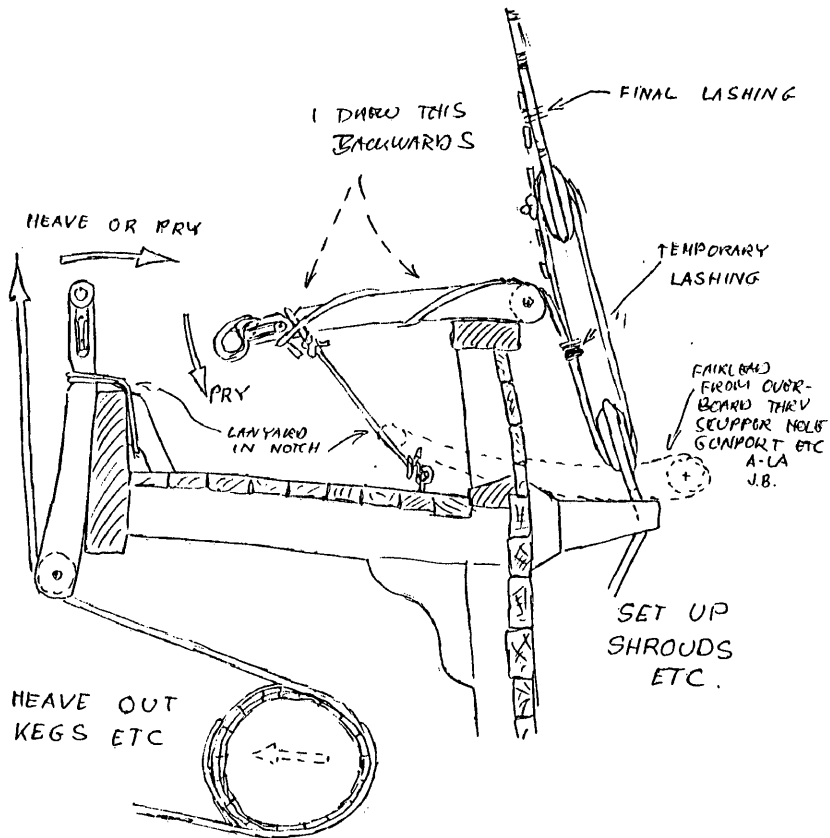 FINAL LASHING
I DREW THIS
BACKWARDS
HEAVE OR PRY
TEMPORARY
LASHING
PRY
LANYARD
IN NOTCH
FAIRLEAD
FROM OVER-
BOARD THRU
SCUPPER HOLE
GUNPORT ETC
A-LA
J.B.
SET UP
SHROUDS
ETC.
HEAVE OUT
KEGS ETC